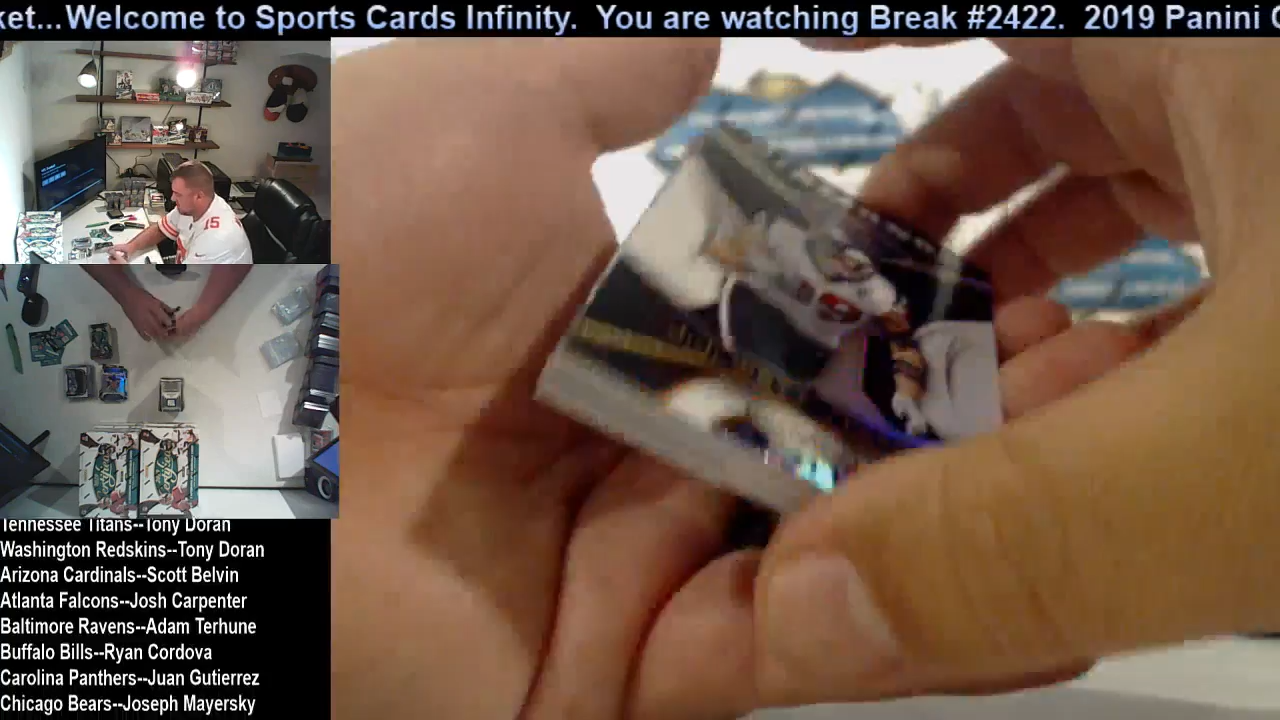 ket...Welcome to Sports Cards Infinity. You are watching Break #2422. 2019 Panini
15
Tennessee Titans--Tony Doran
Washington Redskins--Tony Doran
Arizona Cardinals--Scott Belvin
Atlanta Falcons--Josh Carpenter
Baltimore Ravens--Adam Terhune
Buffalo Bills--Ryan Cordova
Carolina Panthers--Juan Gutierrez
Chicago Bears--Joseph Mayersky